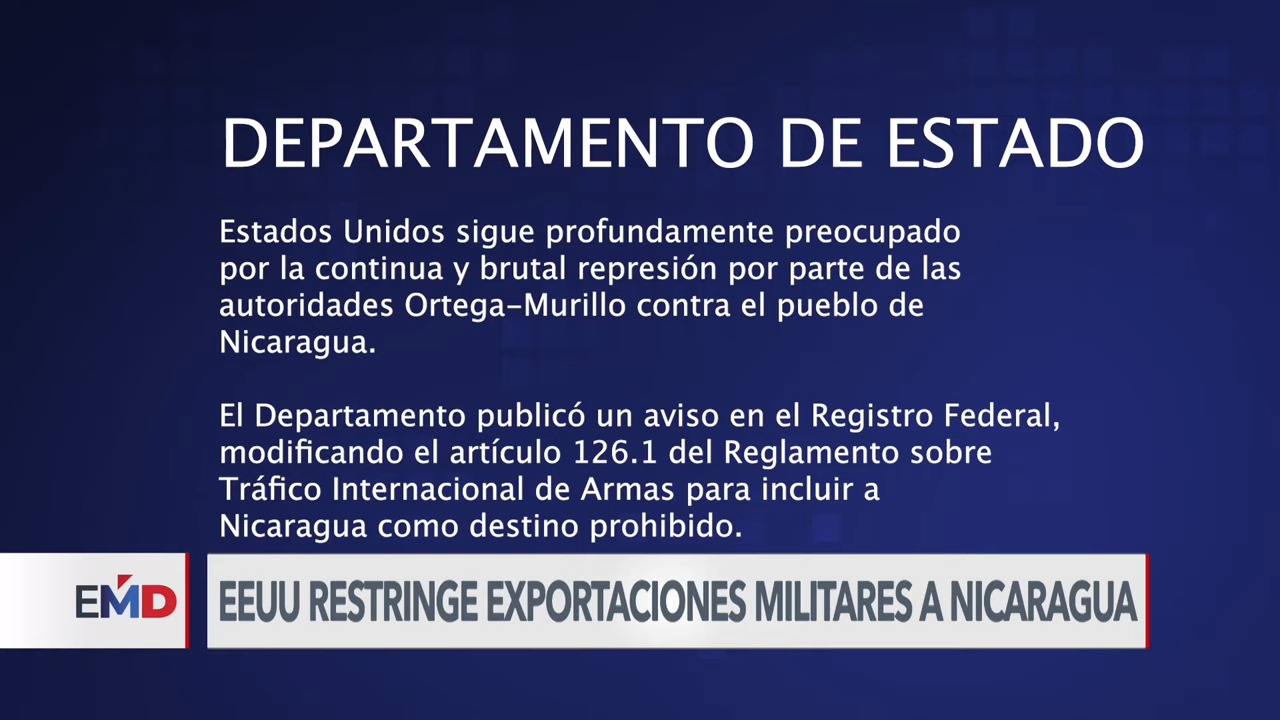 DEPARTAMENTO DE ESTADO
Estados Unidos sigue profundamente preocupado
por la continua y brutal represión por parte de las
autoridades Ortega–Murillo contra el pueblo de
Nicaragua.
El Departamento publicó un aviso en el Registro Federal,
modificando el artículo 126.1 del Reglamento sobre
Tráfico Internacional de Armas para incluir a
Nicaragua como destino prohibido.
EMD
EEUU RESTRINGE EXPORTACIONES MILITARES A NICARAGUA